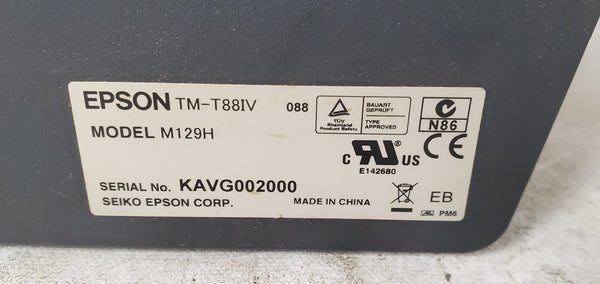 EPSON TM-T88IV 088
TÜV
Rheinland
Product Safety
BAUART
GEPRÜFT
TYPE
APPROVED
N86
MODEL M129H
C RU US
E142680
CE
SERIAL No. KAVG002000
SEIKO EPSON CORP. MADE IN CHINA
EB
PM6